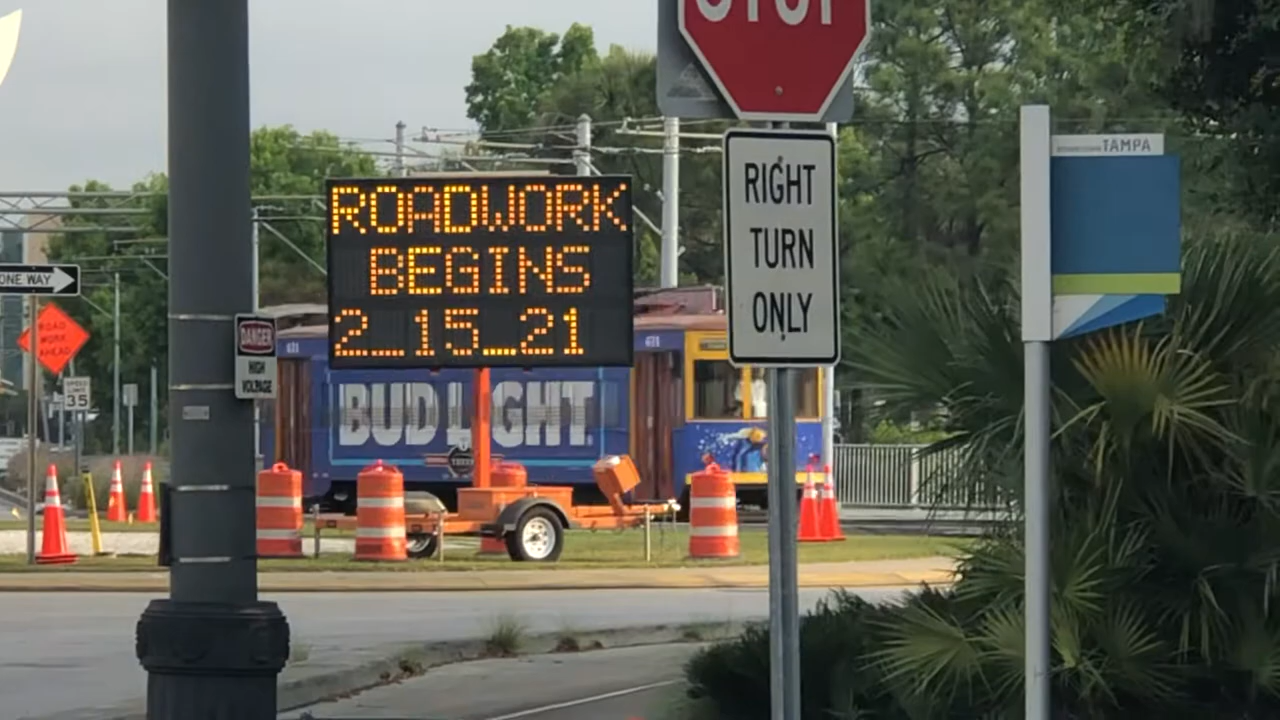 STOP
RIGHT
TURN
ONLY
TAMPA
ROADWORK
BEGINS
2_15_21
ONE WAY
ROAD
WORK
AHEAD
SPEED
LIMIT
35
DANGER
HIGH
VOLTAGE
BUD LIGHT